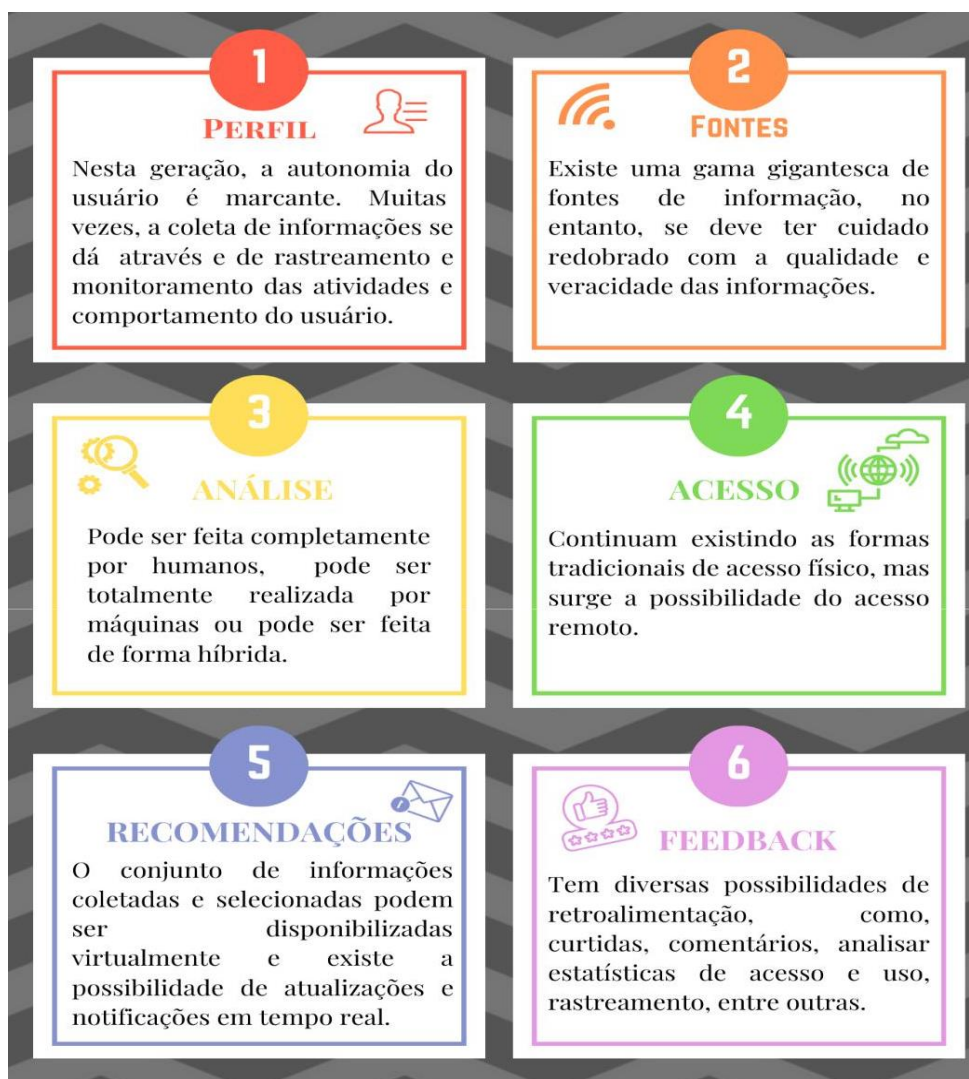 1
PERFIL
Nesta geração, a autonomia do
usuário é marcante. Muitas
vezes, a coleta de informações se
dá através e de rastreamento e
monitoramento das atividades e
comportamento do usuário.
2
FONTES
Existe uma gama gigantesca de
fontes de informação, no
entanto, se deve ter cuidado
redobrado com a qualidade e
veracidade das informações.
3
ANÁLISE
Pode ser feita completamente
por humanos, pode ser
totalmente realizada por
máquinas ou pode ser feita
de forma híbrida.
4
ACESSO
Continuam existindo as formas
tradicionais de acesso físico, mas
surge a possibilidade do acesso
remoto.
5
RECOMENDAÇÕES
O conjunto de informações
coletadas e selecionadas podem
ser disponibilizadas
virtualmente e existe a
possibilidade de atualizações e
notificações em tempo real.
6
FEEDBACK
Tem diversas possibilidades de
retroalimentação, como,
curtidas, comentários, analisar
estatísticas de acesso e uso,
rastreamento, entre outras.